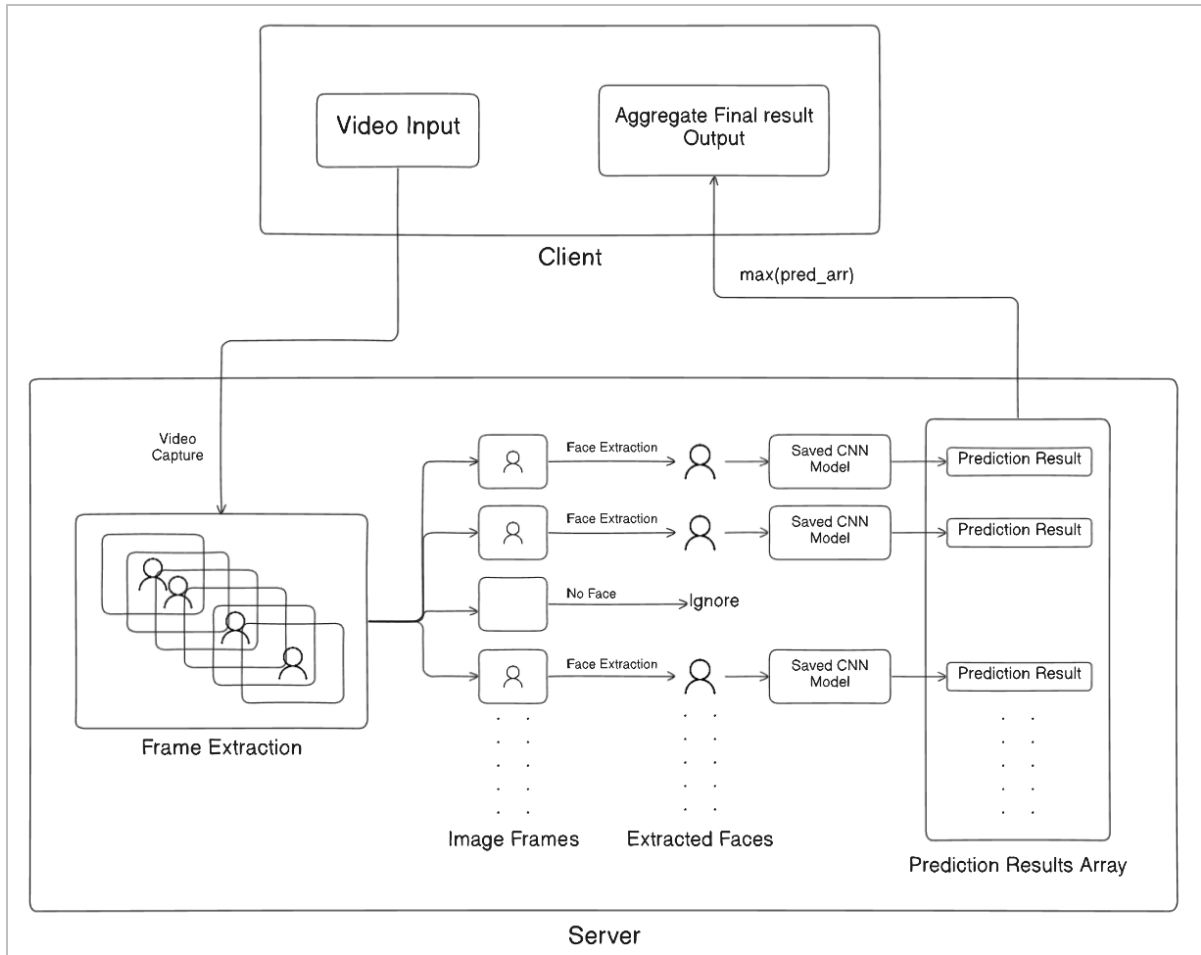 Video Input
Aggregate Final result
Output
Client
max(pred_arr)
Video
Capture
Face Extraction
Saved CNN
Model
Prediction Result
Face Extraction
Saved CNN
Model
Prediction Result
No Face
Ignore
Face Extraction
Saved CNN
Model
Prediction Result
Frame Extraction
Image Frames
Extracted Faces
Prediction Results Array
Server